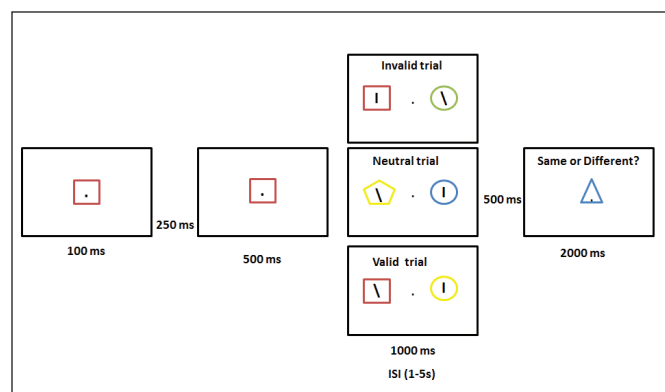 100 ms
250 ms
500 ms
Invalid trial
I . \
Neutral trial
\ . I
Valid trial
\ . I
1000 ms
ISI (1-5s)
500 ms
Same or Different?
2000 ms